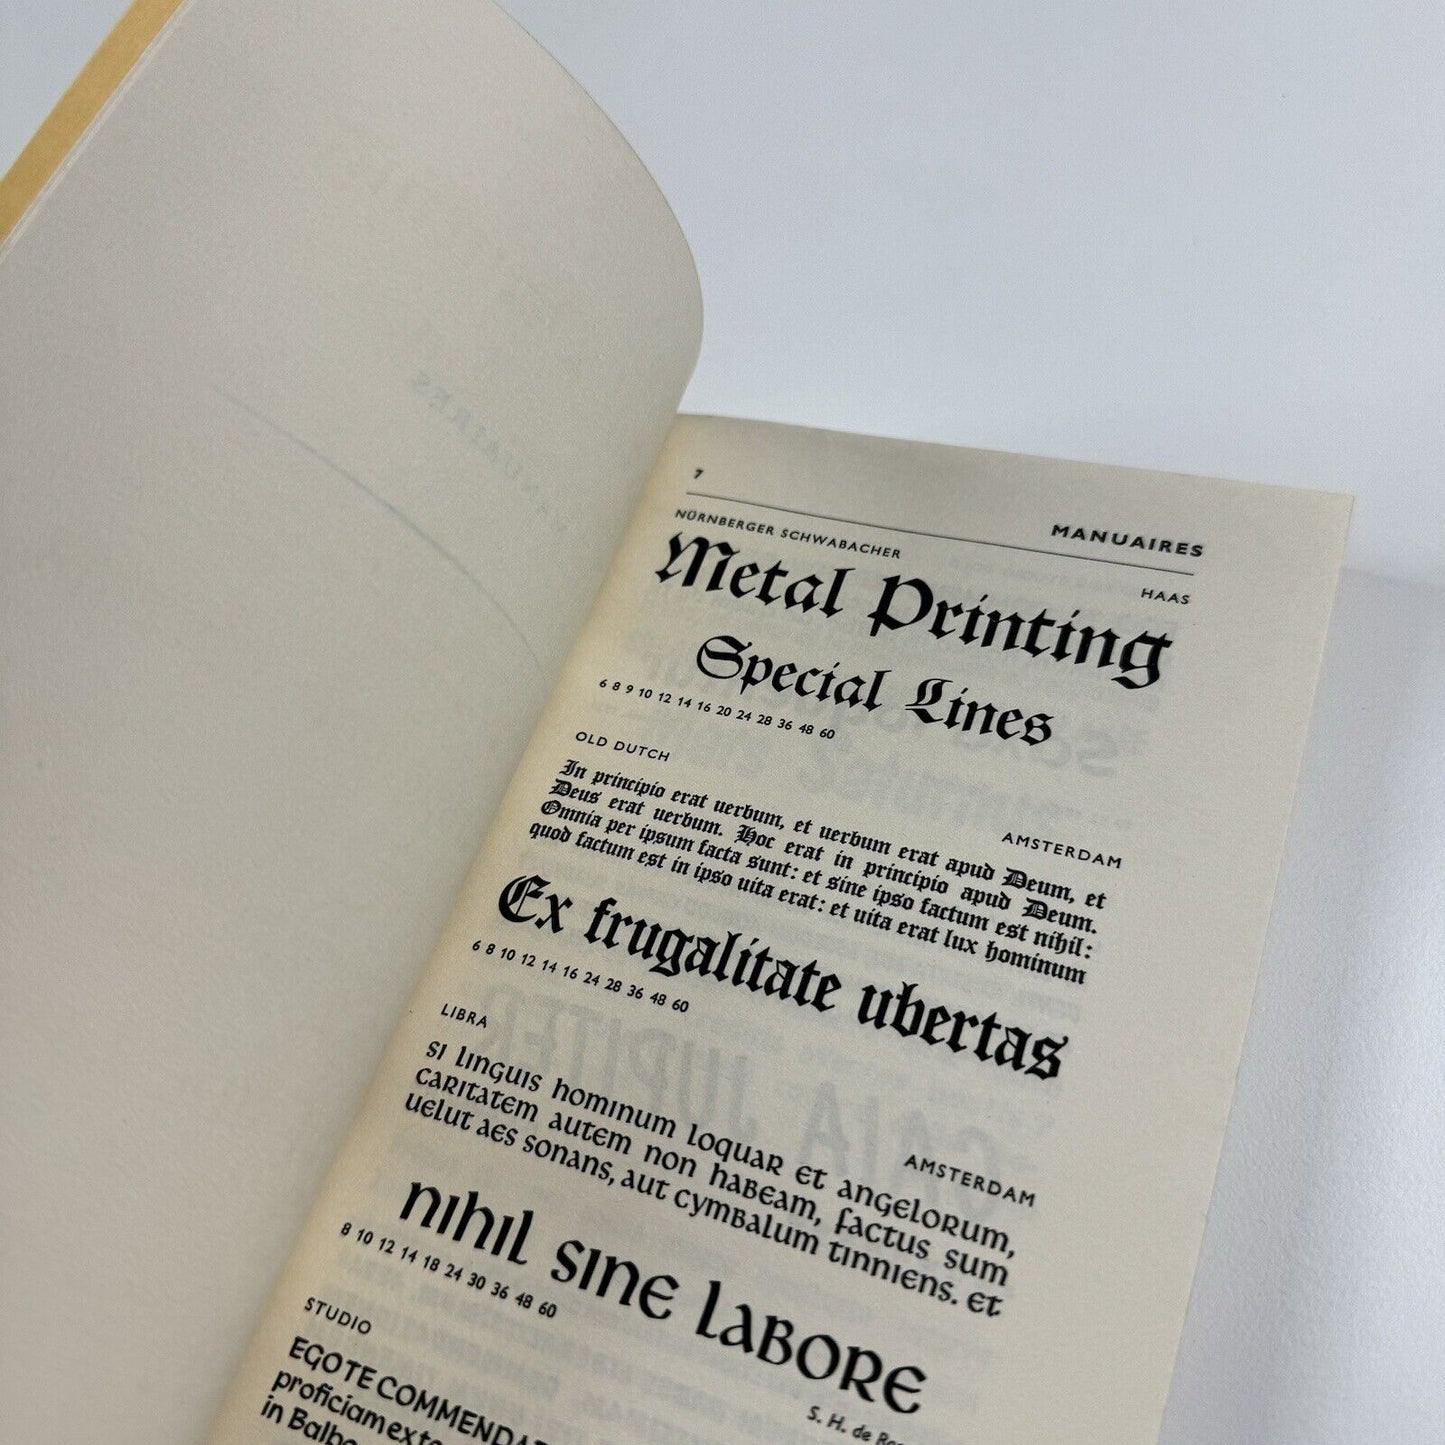 7
MANUAIRES
NÜRNBERGER SCHWABACHER
HAAS
Metal Printing
Special Lines
6 8 9 10 12 14 16 20 24 28 36 48 60
OLD DUTCH
AMSTERDAM
In principio erat uerbum, et uerbum erat apud Deum, et
Deus erat uerbum. Hoc erat in principio apud Deum.
Omnia per ipsum facta sunt: et sine ipso factum est nihil:
quod factum est in ipso uita erat: et uita erat lux hominum
Ex frugalitate ubertas
6 8 10 12 14 16 24 28 36 48 60
LIBRA
AMSTERDAM
si linguis hominum loquar et angelorum,
caritatem autem non habeam, factus sum
uelut aes sonans, aut cymbalum tinniens. et
nihil sine labore
8 10 12 14 18 24 30 36 48 60
S. H. de
STUDIO
EGO TE COMMENDA
proficiam ex te
in Balb